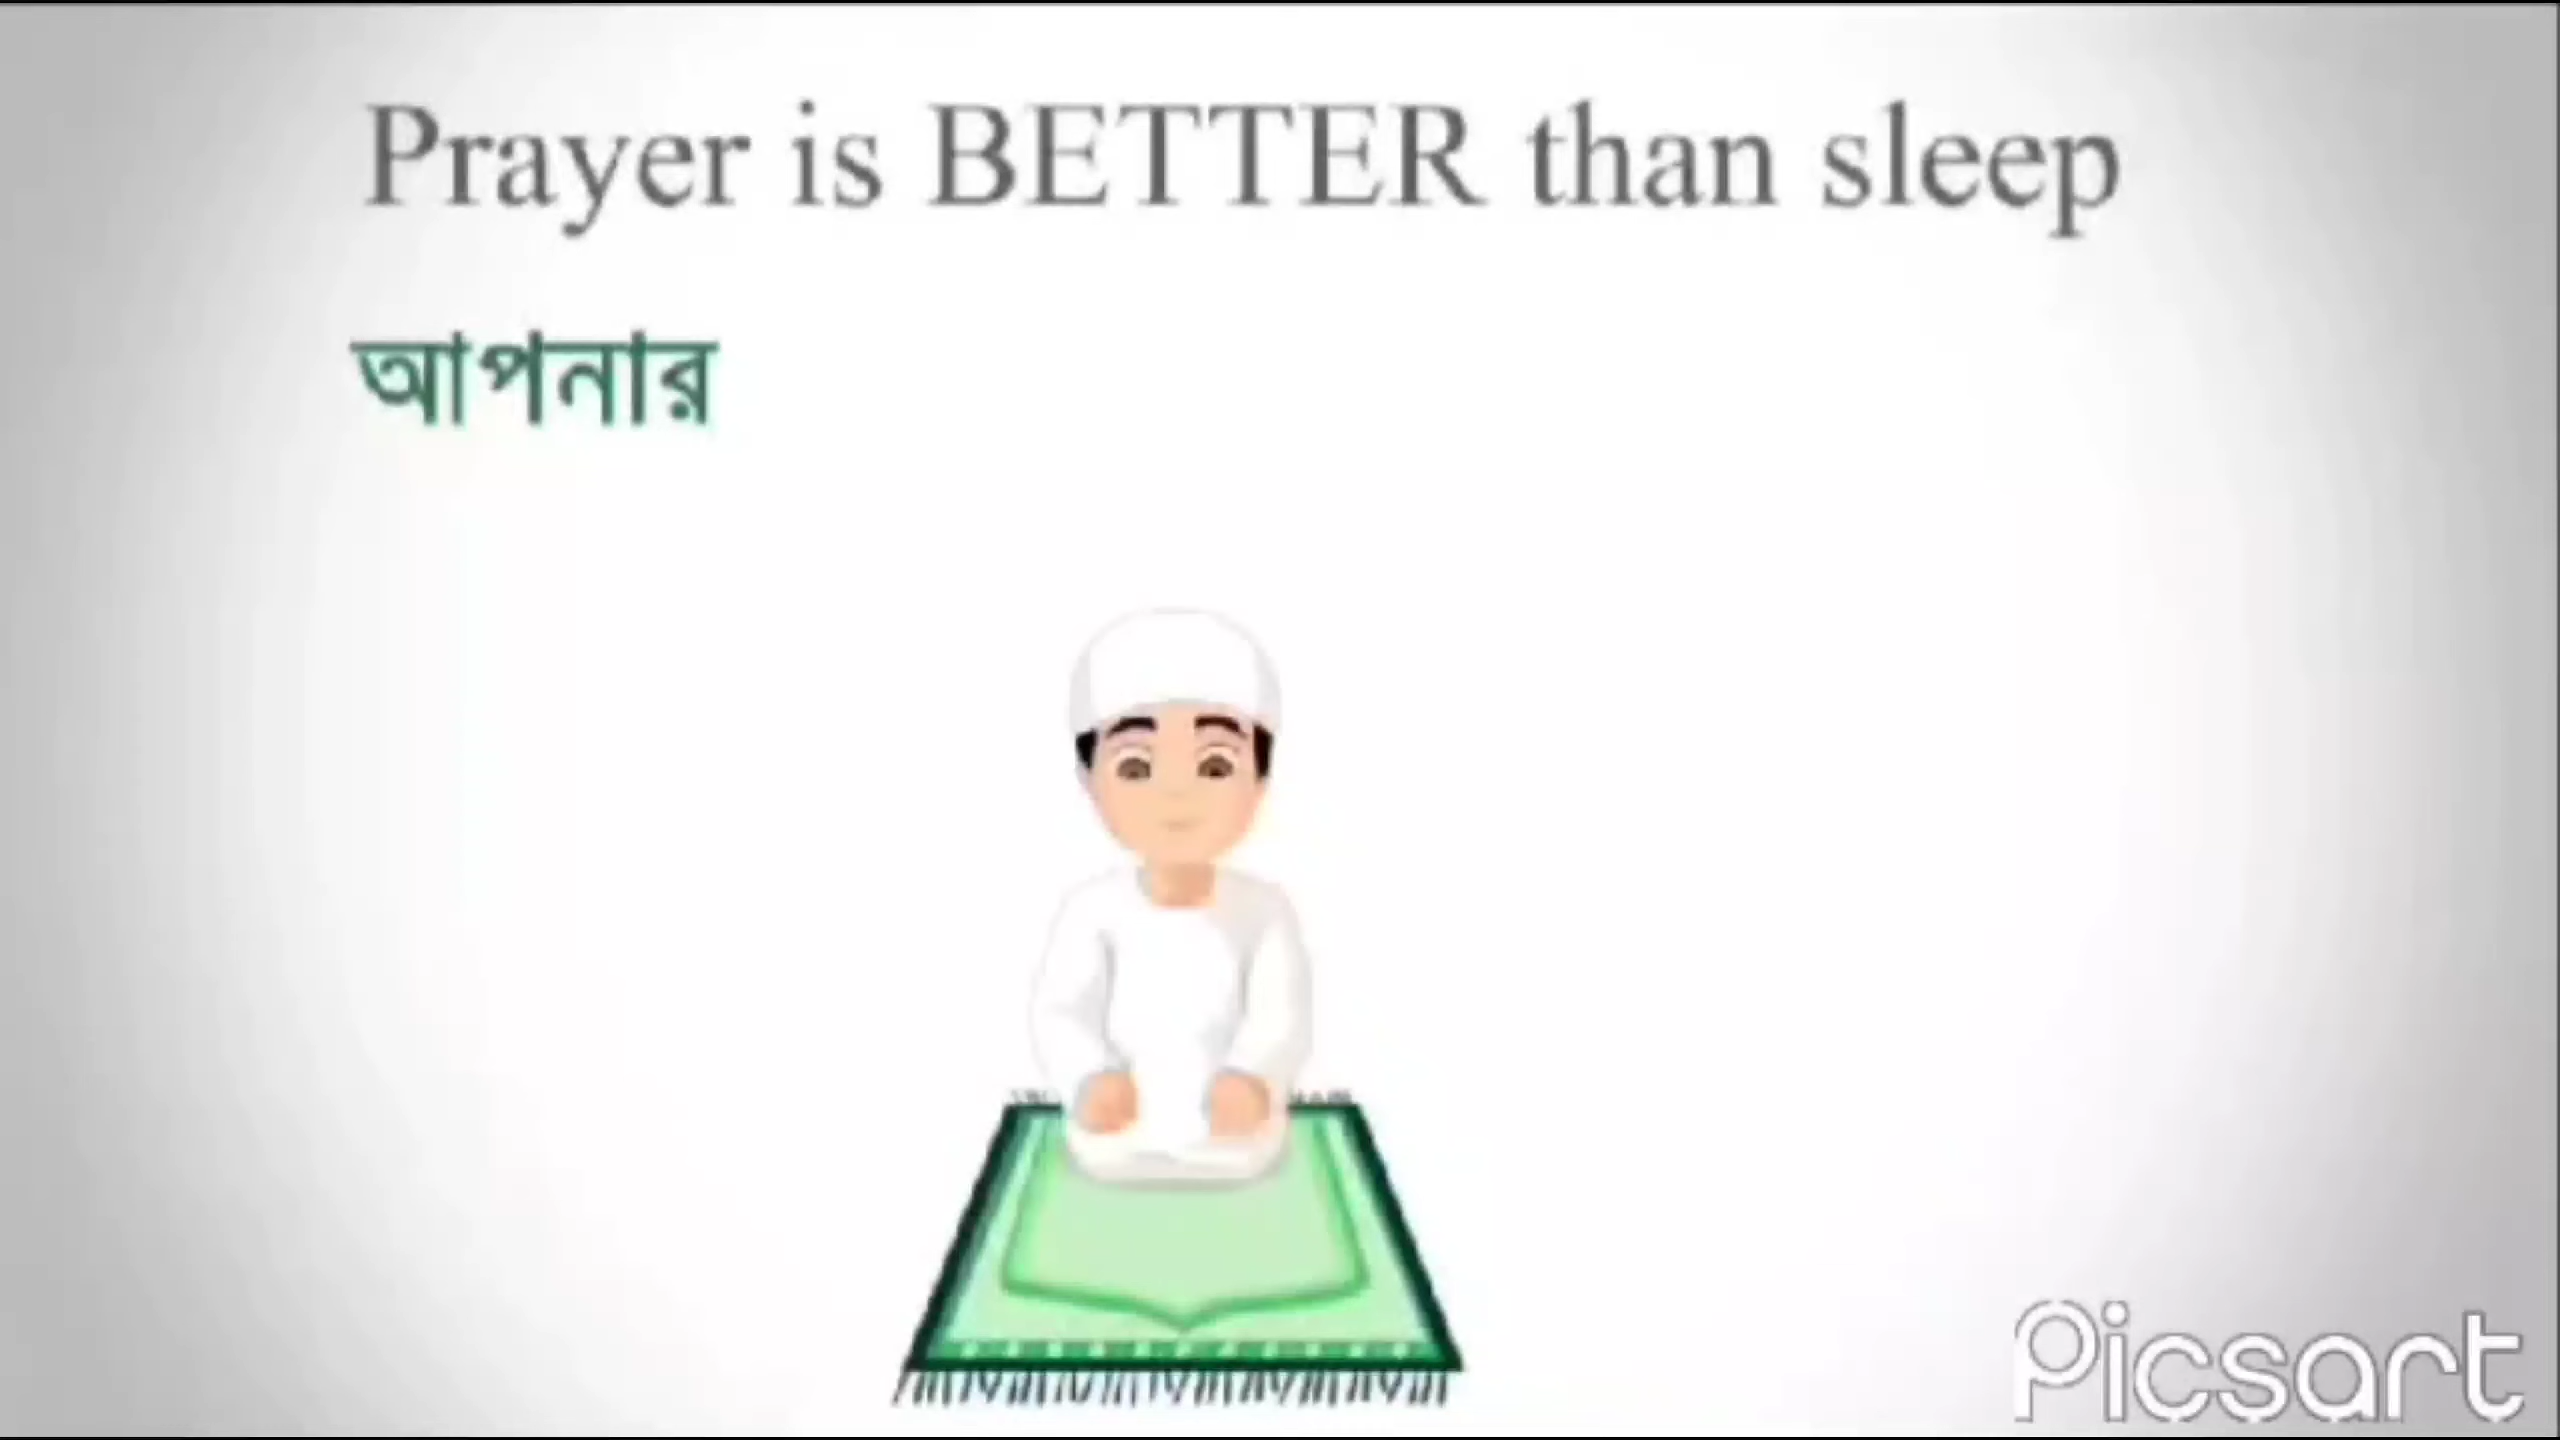 Prayer is BETTER than sleep
আপনার
Picsart